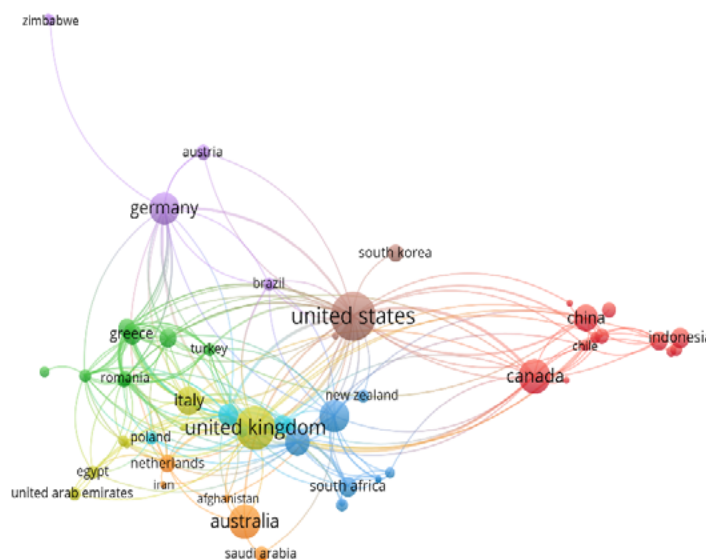 zimbabwe
austria
germany
south korea
brazil
united states
china
greece
indonesia
chile
turkey
canada
romania
new zealand
italy
united kingdom
poland
netherlands
egypt
iran
south africa
united arab emirates
afghanistan
australia
saudi arabia